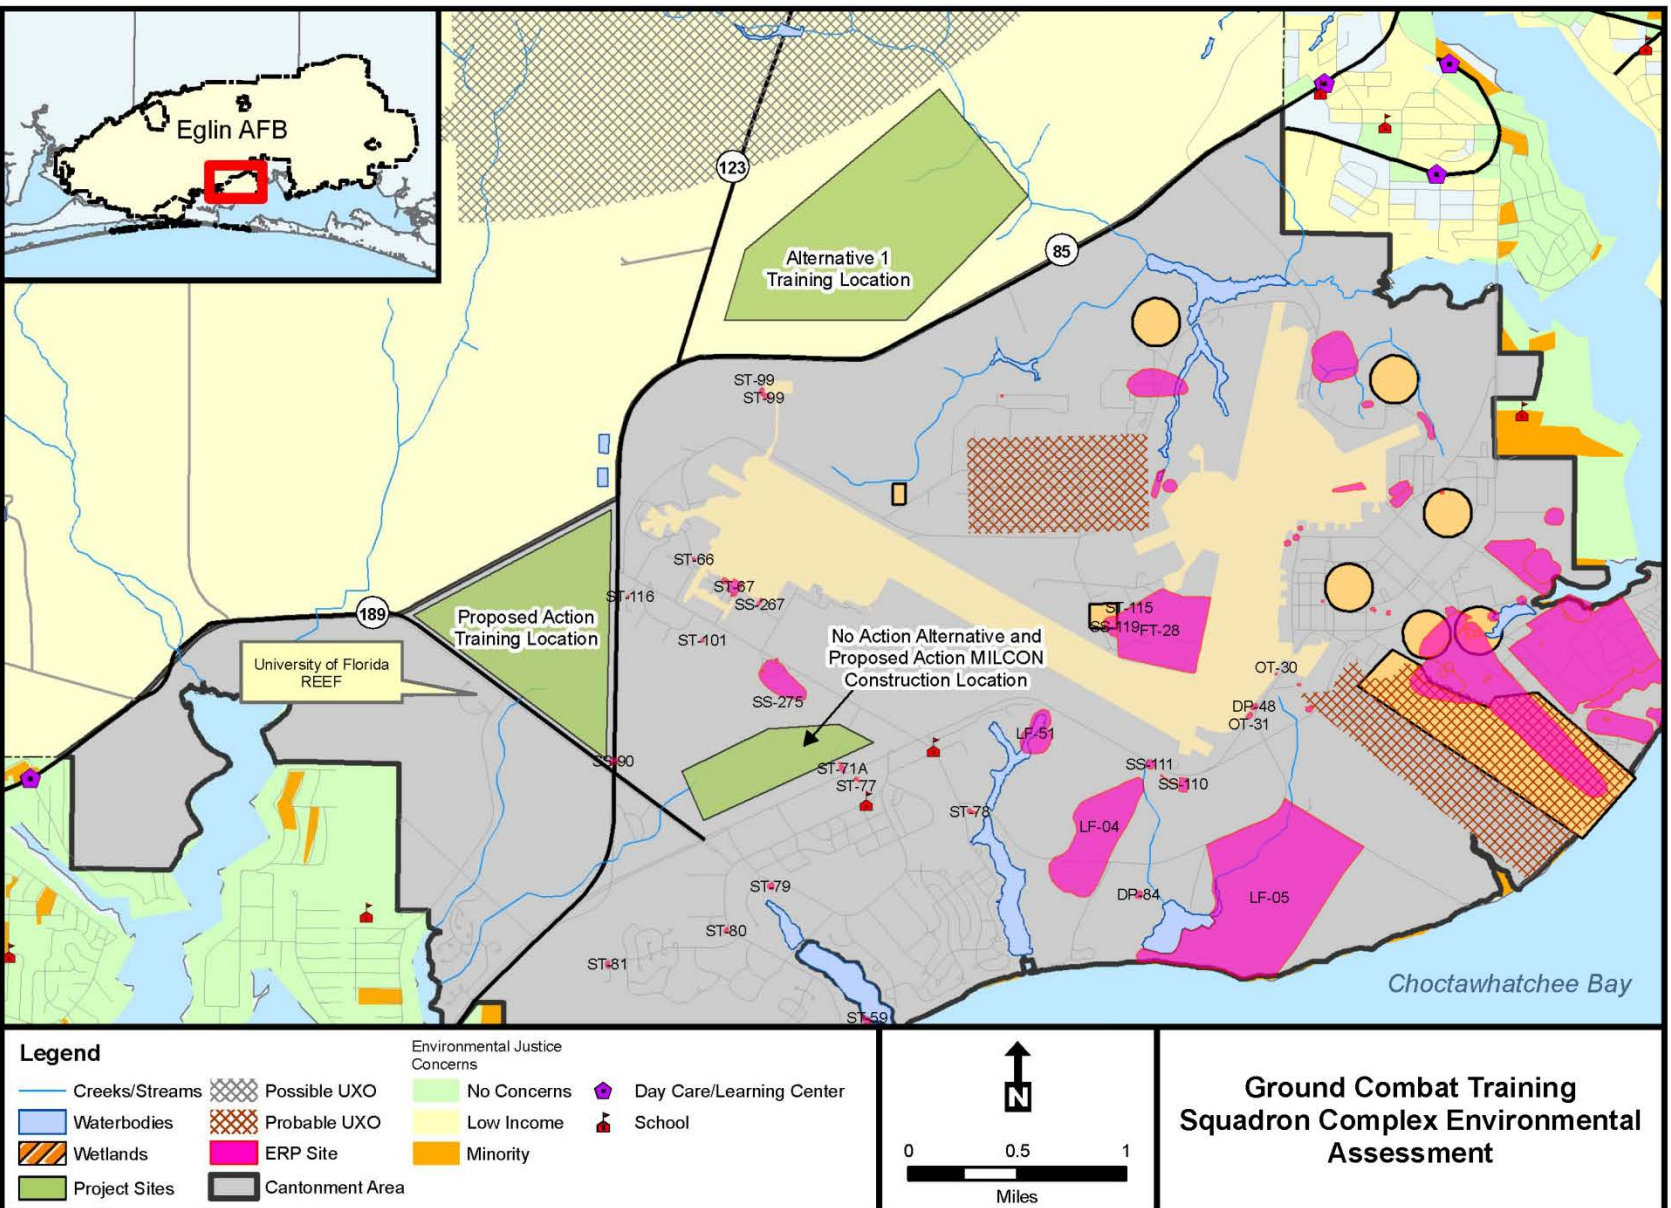 Eglin AFB
123
85
189
Alternative 1
Training Location
ST-99
ST-99
Proposed Action
Training Location
University of Florida
REEF
ST-66
ST-67
SS-267
ST-116
ST-101
SS-275
No Action Alternative and
Proposed Action MILCON
Construction Location
ST-115
SS-119
FT-28
OT-30
DP-48
OT-31
LF-51
SS-90
ST-71A
ST-77
ST-78
SS-111
SS-110
LF-04
DP-84
LF-05
ST-79
ST-80
ST-81
ST-59
Choctawhatchee Bay
Legend
Creeks/Streams
Waterbodies
Wetlands
Project Sites
Possible UXO
Probable UXO
ERP Site
Cantonment Area
Environmental Justice
Concerns
No Concerns
Low Income
Minority
Day Care/Learning Center
School
N
0 0.5 1
Miles
Ground Combat Training
Squadron Complex Environmental
Assessment